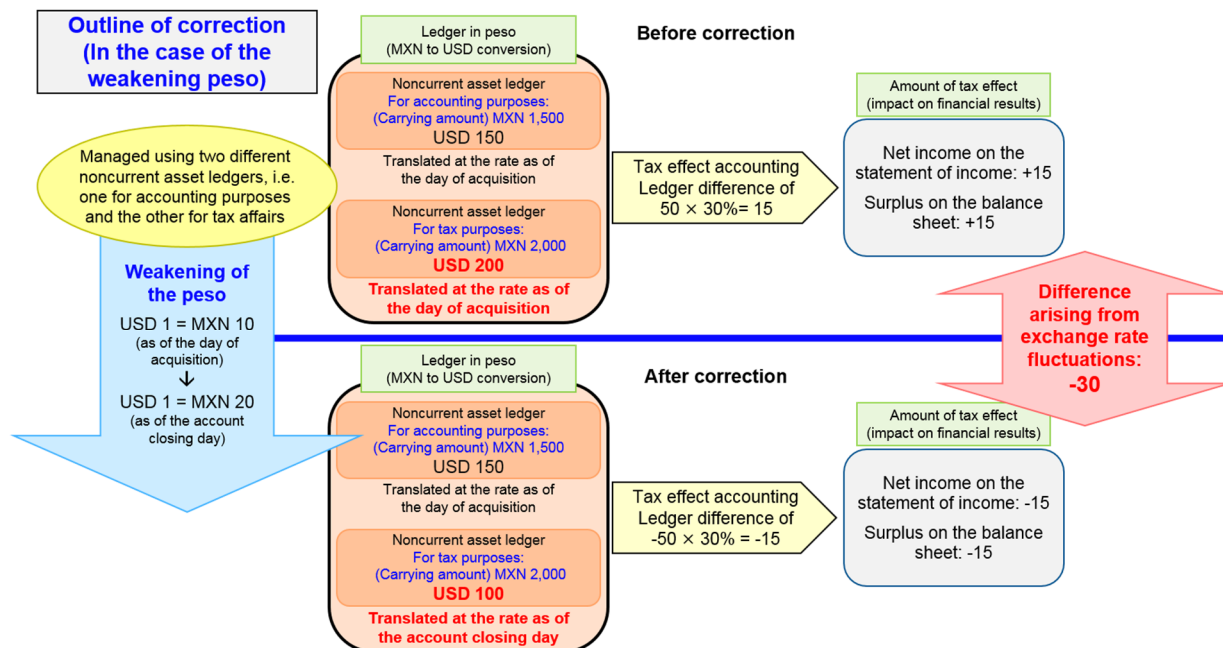 Outline of correction
(In the case of the
weakening peso)
Managed using two different
noncurrent asset ledgers, i.e.
one for accounting purposes
and the other for tax affairs
Weakening of
the peso
USD 1 = MXN 10
(as of the day of
acquisition)
↓
USD 1 = MXN 20
(as of the account
closing day)
Ledger in peso
(MXN to USD conversion)
Noncurrent asset ledger
For accounting purposes:
(Carrying amount) MXN 1,500
USD 150
Translated at the rate as of
the day of acquisition
Noncurrent asset ledger
For tax purposes:
(Carrying amount) MXN 2,000
USD 200
Translated at the rate as of
the day of acquisition
Before correction
Tax effect accounting
Ledger difference of
50 × 30%= 15
Amount of tax effect
(impact on financial results)
Net income on the
statement of income: +15
Surplus on the balance
sheet: +15
Difference
arising from
exchange rate
fluctuations:
-30
Ledger in peso
(MXN to USD conversion)
Noncurrent asset ledger
For accounting purposes:
(Carrying amount) MXN 1,500
USD 150
Translated at the rate as of
the day of acquisition
Noncurrent asset ledger
For tax purposes:
(Carrying amount) MXN 2,000
USD 100
Translated at the rate as of
the account closing day
After correction
Tax effect accounting
Ledger difference of
-50 × 30% = -15
Amount of tax effect
(impact on financial results)
Net income on the
statement of income: -15
Surplus on the balance
sheet: -15